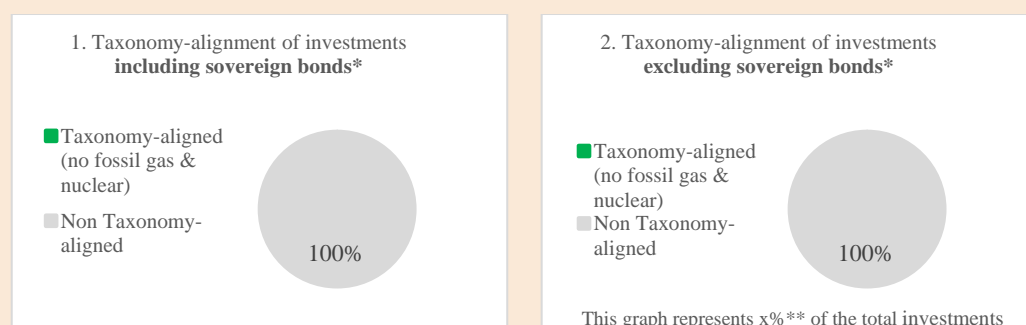 1. Taxonomy-alignment of investments
including sovereign bonds*
Taxonomy-aligned
(no fossil gas &
nuclear)
Non Taxonomy-
aligned
100%
2. Taxonomy-alignment of investments
excluding sovereign bonds*
Taxonomy-aligned
(no fossil gas &
nuclear)
Non Taxonomy-
aligned
100%
This graph represents x%** of the total investments